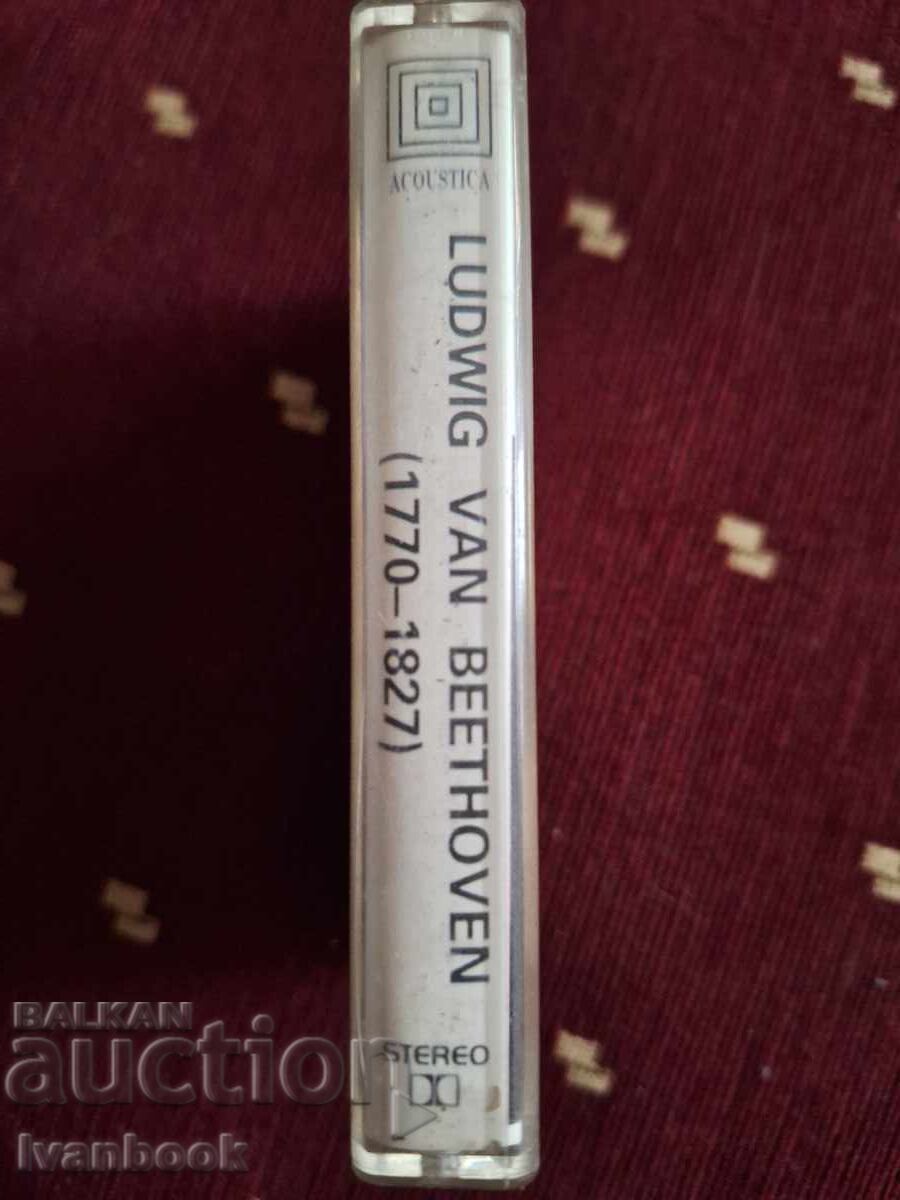 ACOUSTICA
LUDWIG VAN BEETHOVEN
(1770–1827)
STEREO
BALKAN
auction
Ivanbook